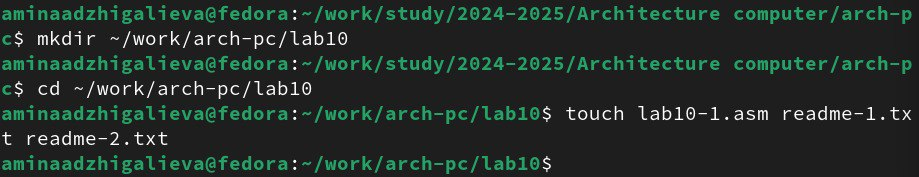 aminaadzhigalieva@fedora:~/work/study/2024-2025/Architecture computer/arch-p
c$ mkdir ~/work/arch-pc/lab10
aminaadzhigalieva@fedora:~/work/study/2024-2025/Architecture computer/arch-p
c$ cd ~/work/arch-pc/lab10
aminaadzhigalieva@fedora:~/work/arch-pc/lab10$ touch lab10-1.asm readme-1.tx
t readme-2.txt
aminaadzhigalieva@fedora:~/work/arch-pc/lab10$